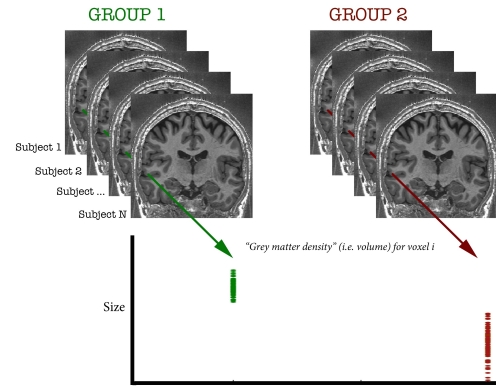 GROUP 1
GROUP 2
Subject 1
Subject 2
Subject ...
Subject N
“Grey matter density” (i.e. volume) for voxel i
Size